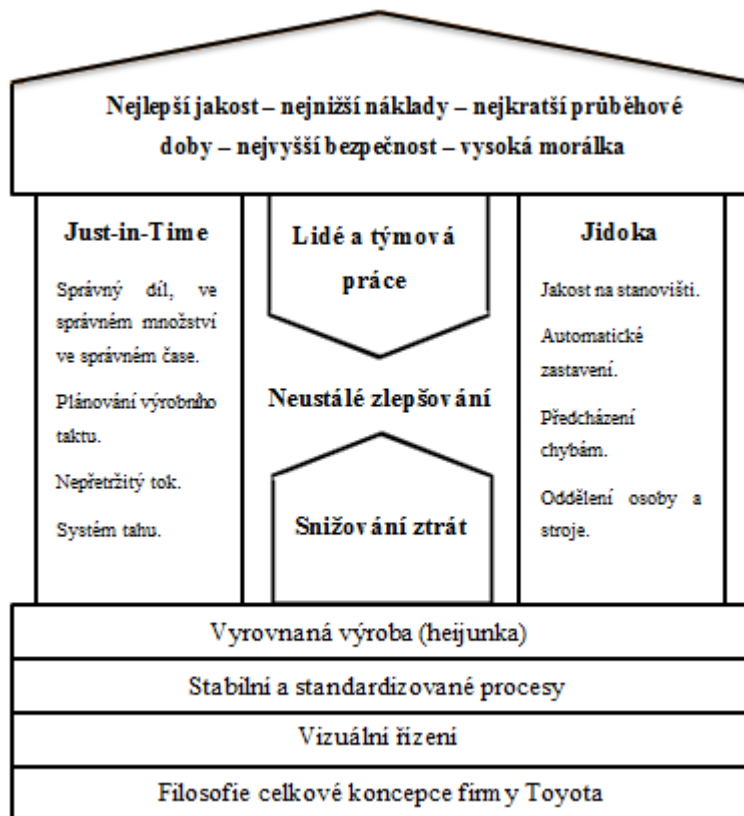 Nejlepší jakost – nejnižší náklady – nejkratší průběhové
doby – nejvyšší bezpečnost – vysoká morálka
Just-in-Time
Správný díl, ve
správném množství
ve správném čase.
Plánování výrobního
taktu.
Nepřetržitý tok.
Systém tahu.
Lidé a týmová
práce
Neustálé zlepšování
Snižování ztrát
Jidoka
Jakost na stanovišti.
Automatické
zastavení.
Předcházení
chybám.
Oddělení osoby a
stroje.
Vyrovnaná výroba (heijunka)
Stabilní a standardizované procesy
Vizuální řízení
Filosofie celkové koncepce firmy Toyota